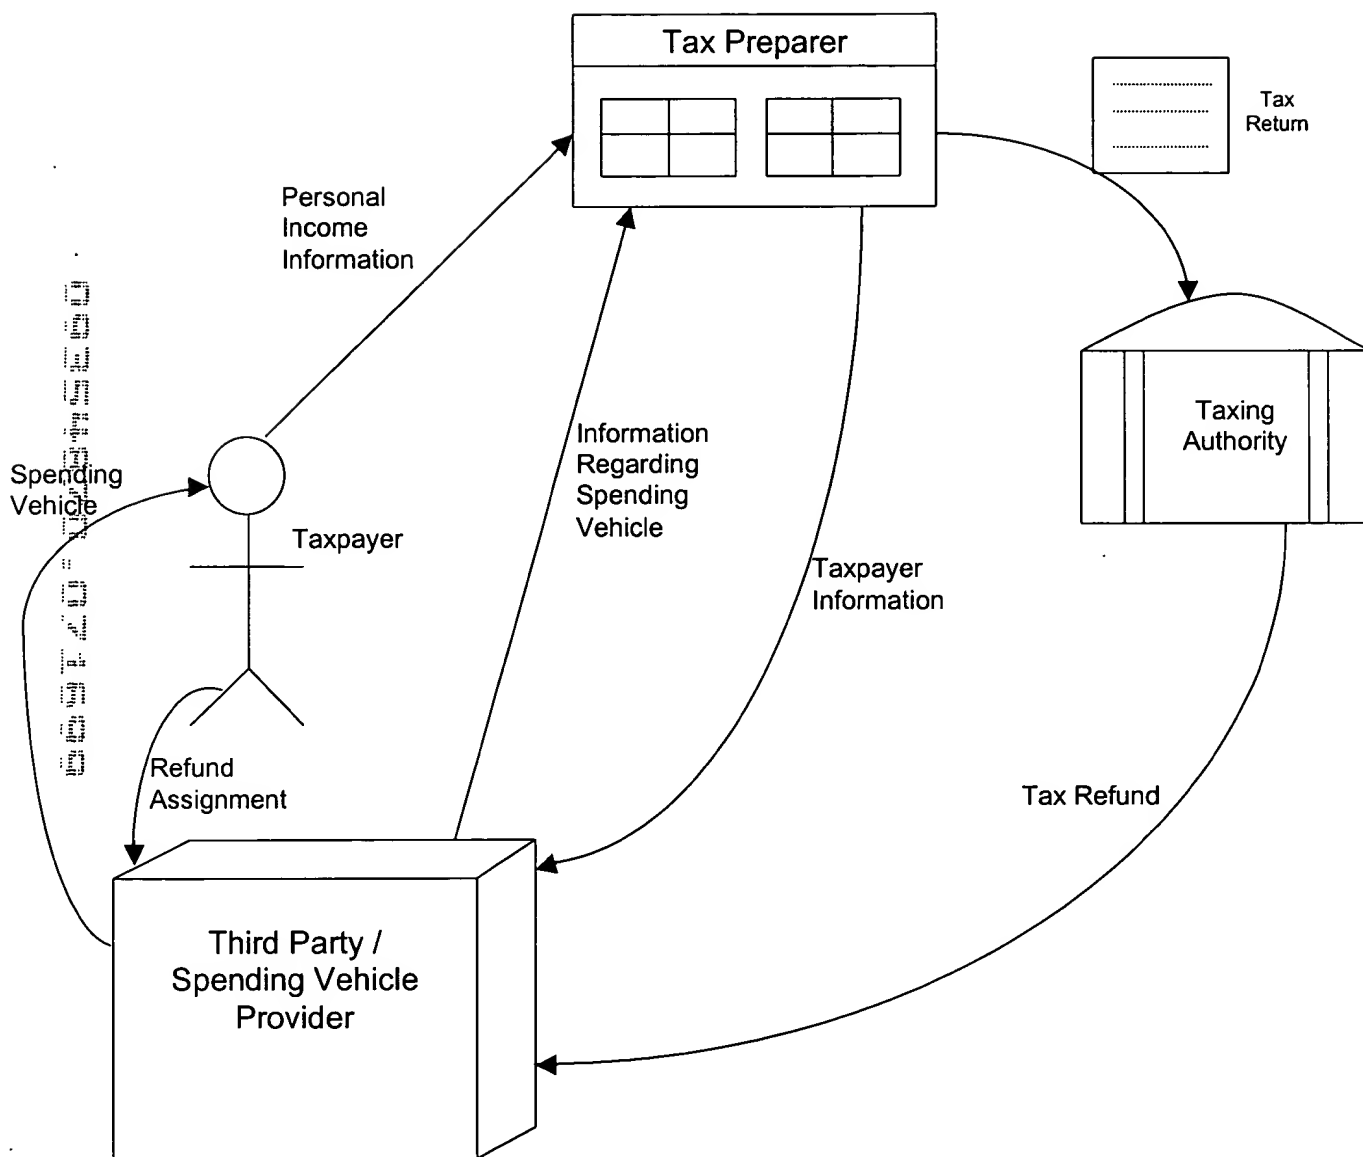 Tax Preparer
Tax
Return
Personal
Income
Information
Taxing
Authority
Information
Regarding
Spending
Vehicle
Spending
Vehicle
Taxpayer
Taxpayer
Information
Refund
Assignment
Tax Refund
Third Party /
Spending Vehicle
Provider